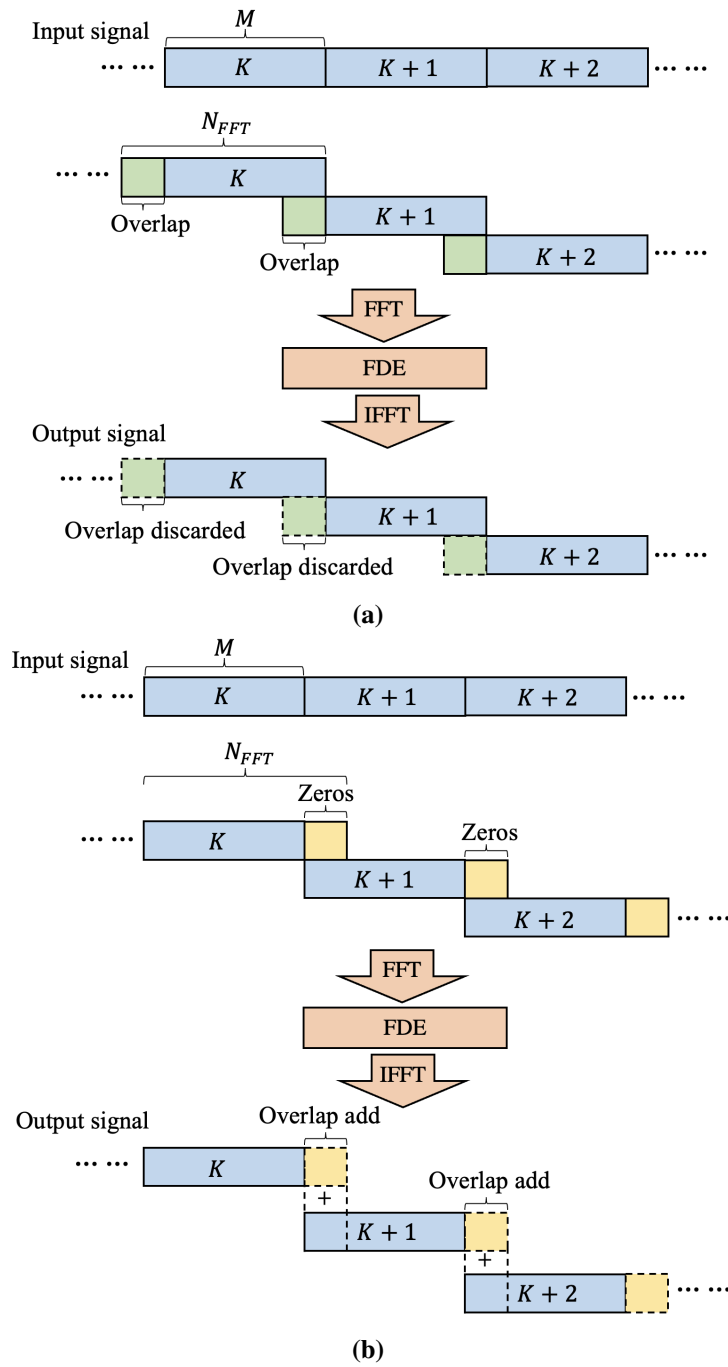 M
Input signal
... ... K K + 1 K + 2 ... ...
N_FFT
... ... K
Overlap K + 1
Overlap K + 2 ... ...
FFT
FDE
IFFT
Output signal
... ... K
Overlap discarded K + 1
Overlap discarded K + 2 ... ...
(a)
Input signal M
... ... K K + 1 K + 2 ... ...
N_FFT
Zeros
... ... K Zeros
K + 1
K + 2 ... ...
FFT
FDE
IFFT
Output signal Overlap add
... ... K
+ Overlap add
K + 1
+
K + 2 ... ...
(b)